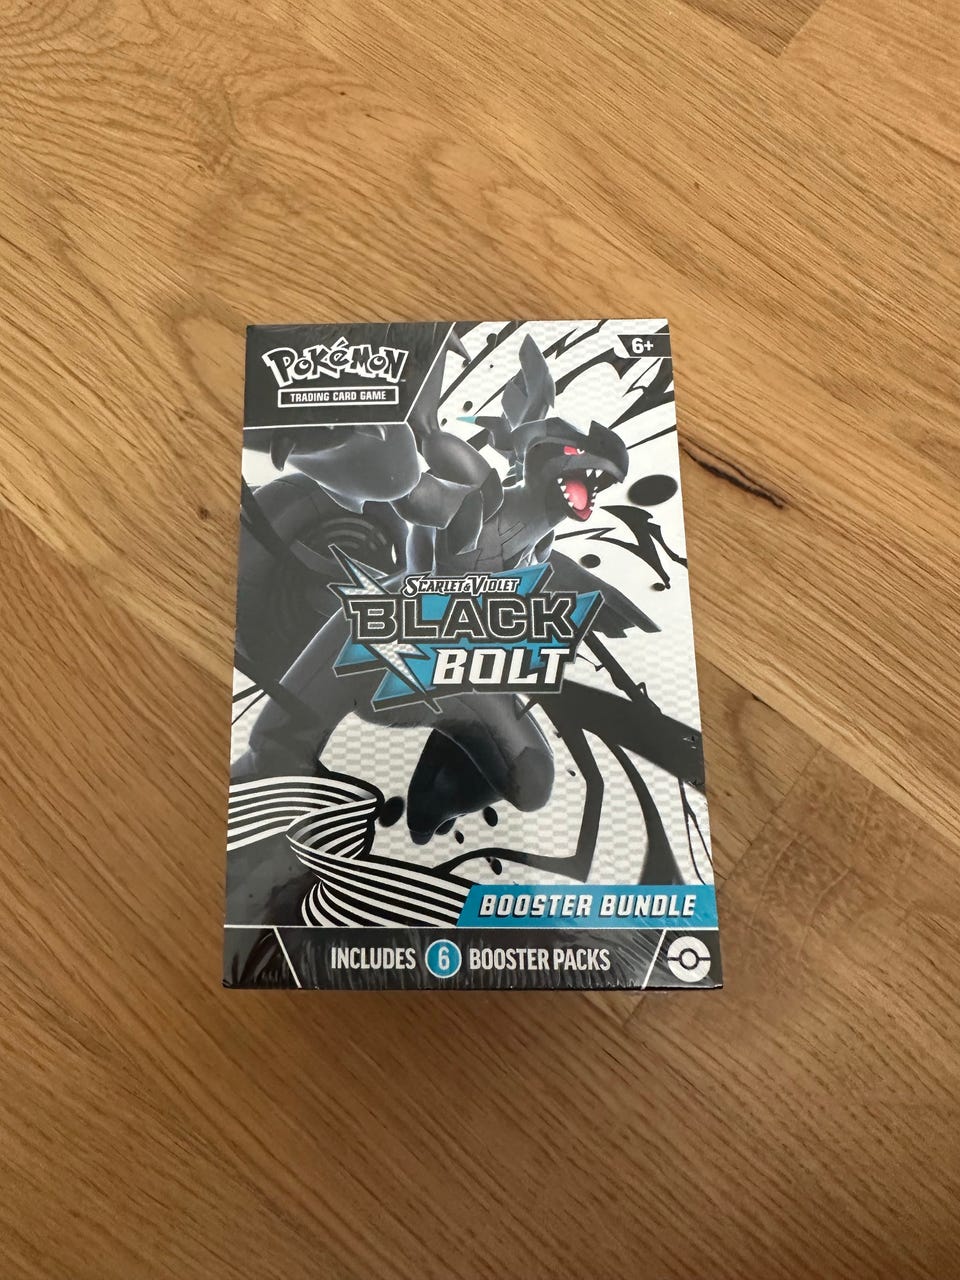 POKéMON
TRADING CARD GAME
6+
SCARLET & VIOLET
BLACK
BOLT
BOOSTER BUNDLE
INCLUDES 6 BOOSTER PACKS